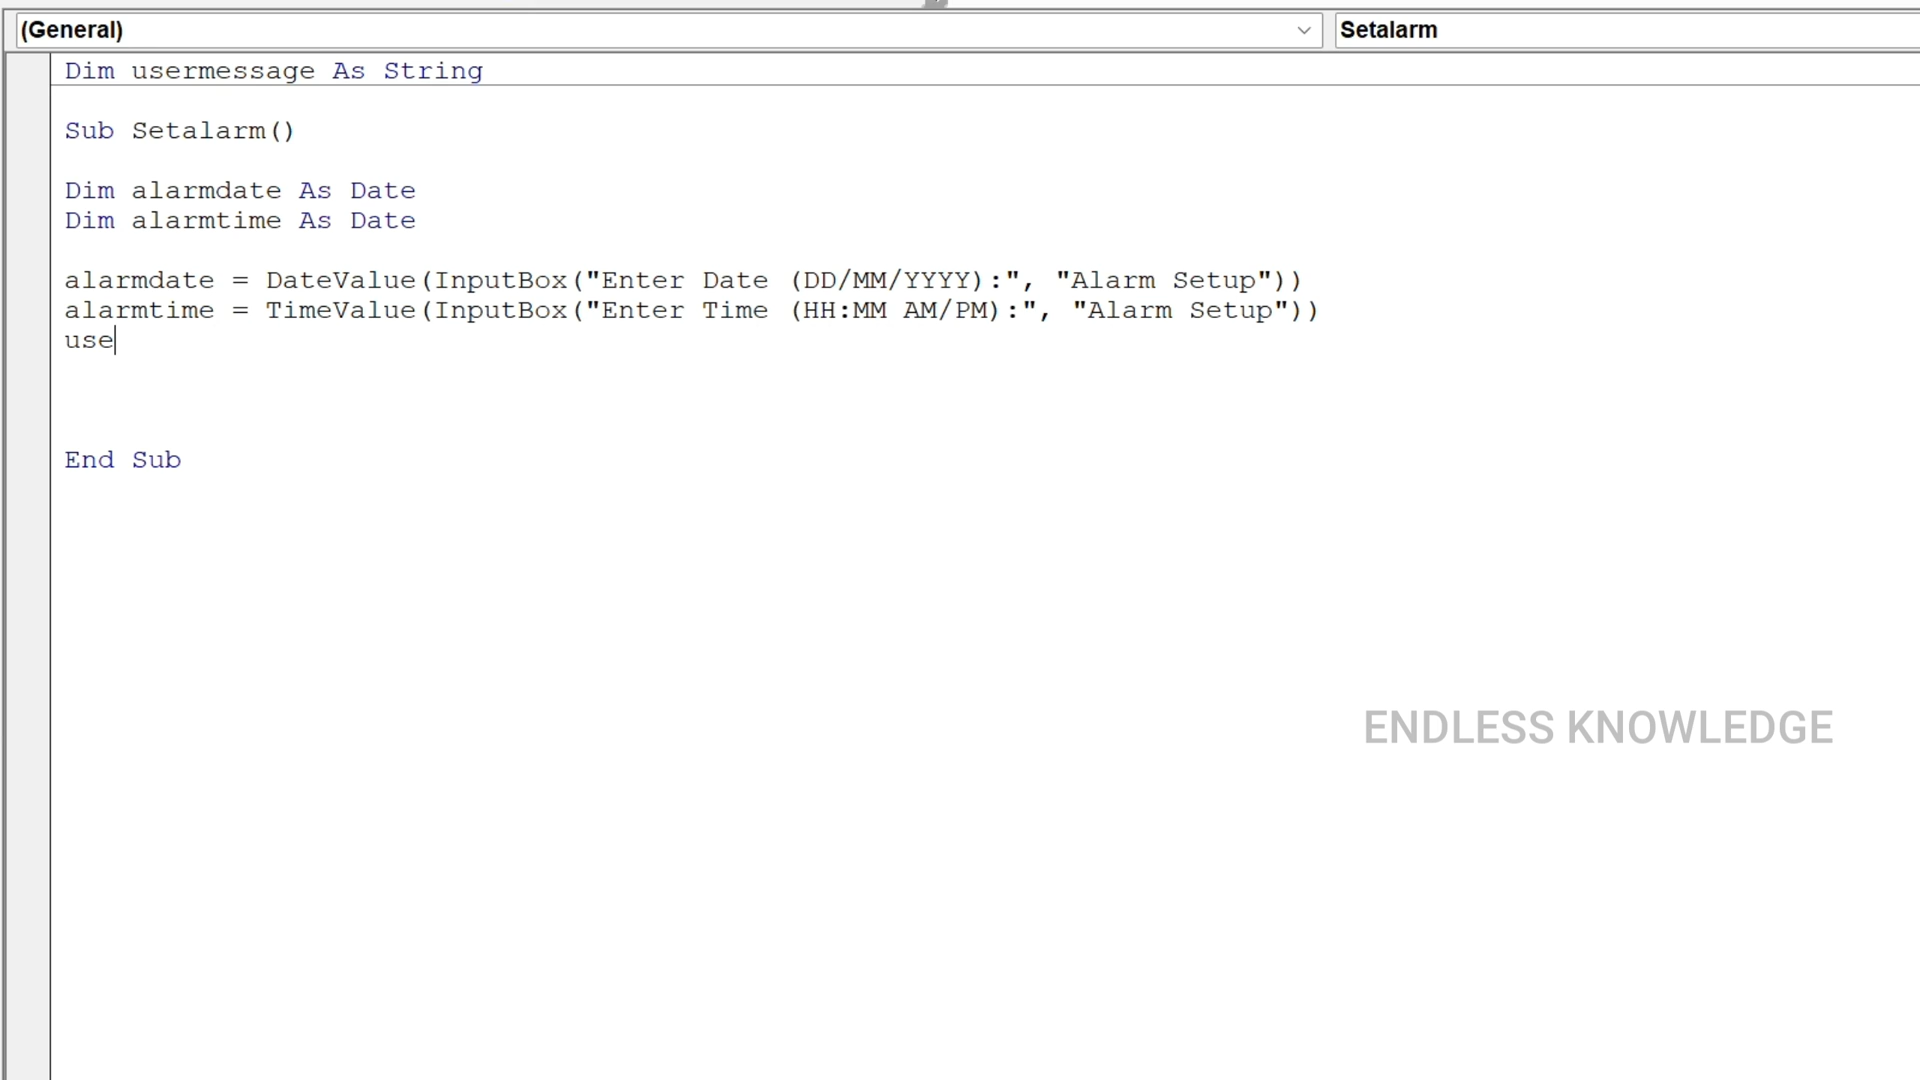 (General)
Setalarm
Dim usermessage As String
Sub Setalarm()
Dim alarmdate As Date
Dim alarmtime As Date
alarmdate = DateValue(InputBox("Enter Date (DD/MM/YYYY):", "Alarm Setup"))
alarmtime = TimeValue(InputBox("Enter Time (HH:MM AM/PM):", "Alarm Setup"))
use
End Sub
ENDLESS KNOWLEDGE